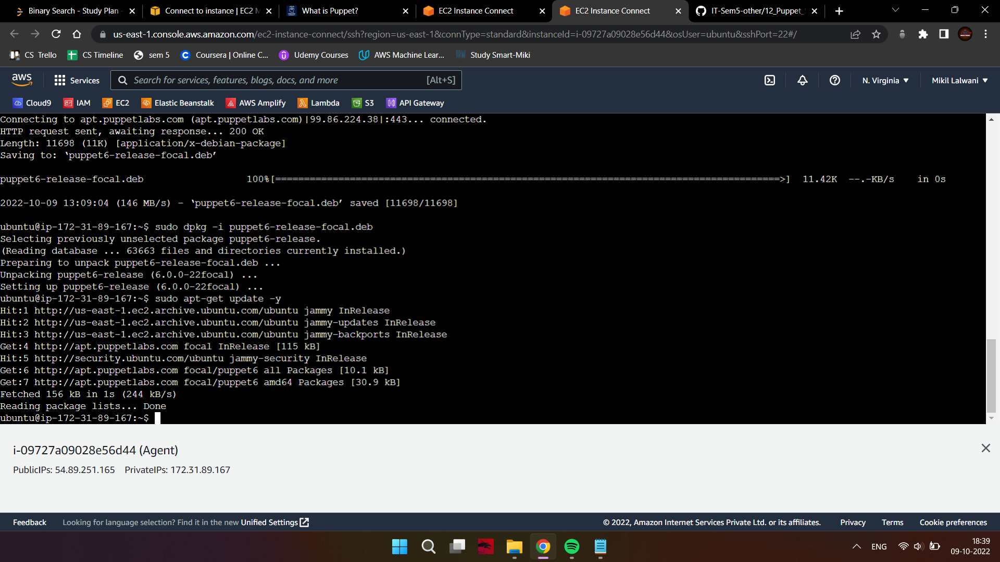 Binary Search - Study Plan -
Connect to instance | EC2 M
What is Puppet?
EC2 Instance Connect
EC2 Instance Connect
IT-Sem5-other/12_Puppet_
us-east-1.console.aws.amazon.com/ec2-instance-connect/ssh?region=us-east-1&connType=standard&instanceId=i-09727a09028e56d44&osUser=ubuntu&sshPort=22#/
CS Trello
CS Timeline
sem 5
Coursera | Online C...
Udemy Courses
AWS Machine Lear...
Study Smart-Miki
aws
Services
Search for services, features, blogs, docs, and more
[Alt+S]
N. Virginia
Mikil Lalwani
Cloud9
IAM
EC2
Elastic Beanstalk
AWS Amplify
Lambda
S3
API Gateway
Connecting to apt.puppetlabs.com (apt.puppetlabs.com)|99.86.224.38|:443... connected.
HTTP request sent, awaiting response... 200 OK
Length: 11698 (11K) [application/x-debian-package]
Saving to: ‘puppet6-release-focal.deb’
puppet6-release-focal.deb 100%[========================================================================================>] 11.42K --.-KB/s in 0s
2022-10-09 13:09:04 (146 MB/s) - ‘puppet6-release-focal.deb’ saved [11698/11698]
ubuntu@ip-172-31-89-167:~$ sudo dpkg -i puppet6-release-focal.deb
Selecting previously unselected package puppet6-release.
(Reading database ... 63663 files and directories currently installed.)
Preparing to unpack puppet6-release-focal.deb ...
Unpacking puppet6-release (6.0.0-22focal) ...
Setting up puppet6-release (6.0.0-22focal) ...
ubuntu@ip-172-31-89-167:~$ sudo apt-get update -y
Hit:1 http://us-east-1.ec2.archive.ubuntu.com/ubuntu jammy InRelease
Hit:2 http://us-east-1.ec2.archive.ubuntu.com/ubuntu jammy-updates InRelease
Hit:3 http://us-east-1.ec2.archive.ubuntu.com/ubuntu jammy-backports InRelease
Get:4 http://apt.puppetlabs.com focal InRelease [115 kB]
Hit:5 http://security.ubuntu.com/ubuntu jammy-security InRelease
Get:6 http://apt.puppetlabs.com focal/puppet6 all Packages [10.1 kB]
Get:7 http://apt.puppetlabs.com focal/puppet6 amd64 Packages [30.9 kB]
Fetched 156 kB in 1s (244 kB/s)
Reading package lists... Done
ubuntu@ip-172-31-89-167:~$
i-09727a09028e56d44 (Agent)
PublicIPs: 54.89.251.165 PrivateIPs: 172.31.89.167
Feedback
Looking for language selection? Find it in the new Unified Settings
© 2022, Amazon Internet Services Private Ltd. or its affiliates.
Privacy
Terms
Cookie preferences
ENG
18:39
09-10-2022